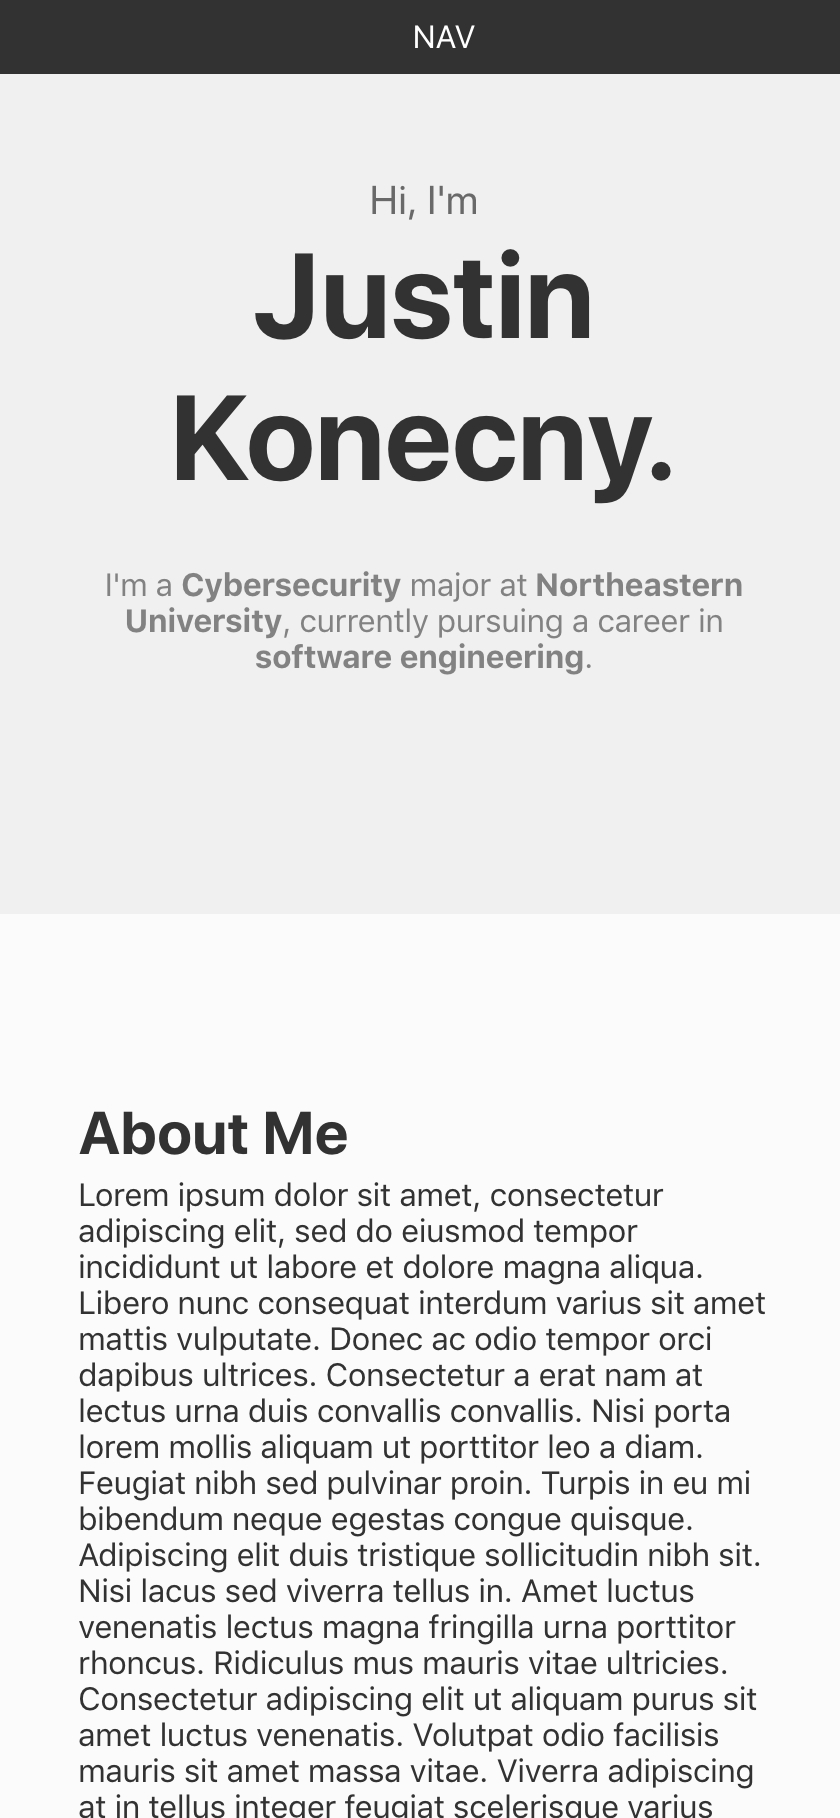 NAV
Hi, I'm
Justin
Konecny.
I'm a Cybersecurity major at Northeastern
University, currently pursuing a career in
software engineering.
About Me
Lorem ipsum dolor sit amet, consectetur
adipiscing elit, sed do eiusmod tempor
incididunt ut labore et dolore magna aliqua.
Libero nunc consequat interdum varius sit amet
mattis vulputate. Donec ac odio tempor orci
dapibus ultrices. Consectetur a erat nam at
lectus urna duis convallis convallis. Nisi porta
lorem mollis aliquam ut porttitor leo a diam.
Feugiat nibh sed pulvinar proin. Turpis in eu mi
bibendum neque egestas congue quisque.
Adipiscing elit duis tristique sollicitudin nibh sit.
Nisi lacus sed viverra tellus in. Amet luctus
venenatis lectus magna fringilla urna porttitor
rhoncus. Ridiculus mus mauris vitae ultricies.
Consectetur adipiscing elit ut aliquam purus sit
amet luctus venenatis. Volutpat odio facilisis
mauris sit amet massa vitae. Viverra adipiscing
at in tellus integer feugiat scelerisque varius